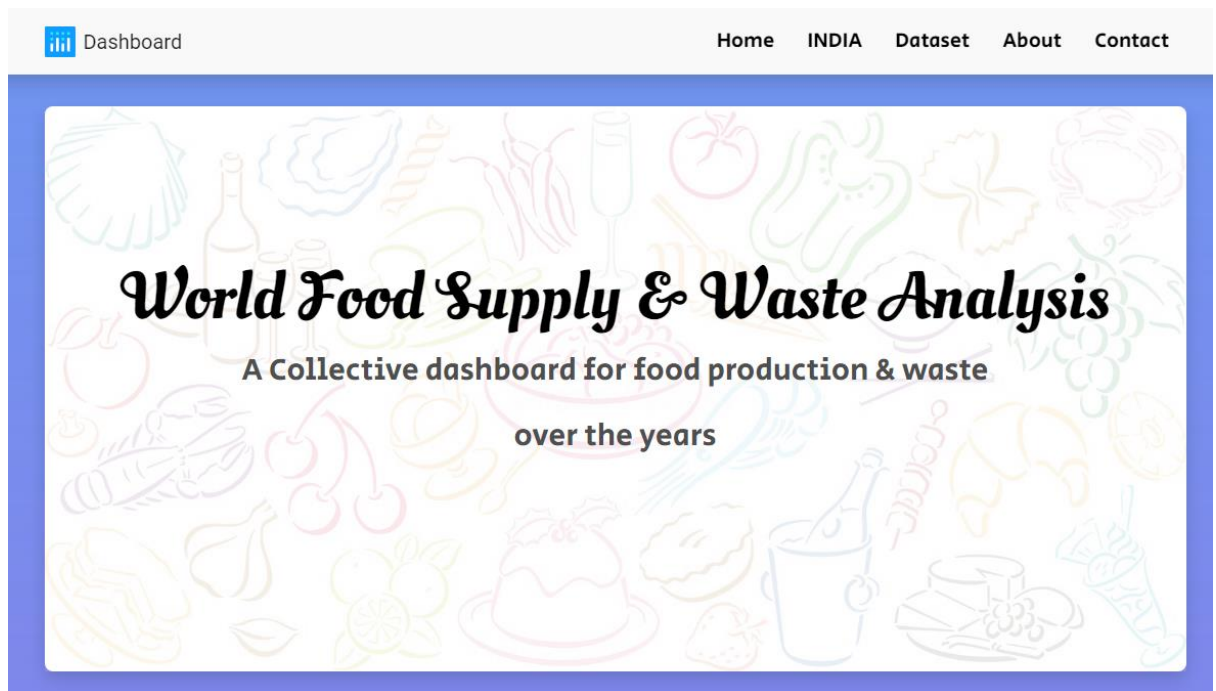 Dashboard
Home INDIA Dataset About Contact
World Food Supply & Waste Analysis
A Collective dashboard for food production & waste
over the years